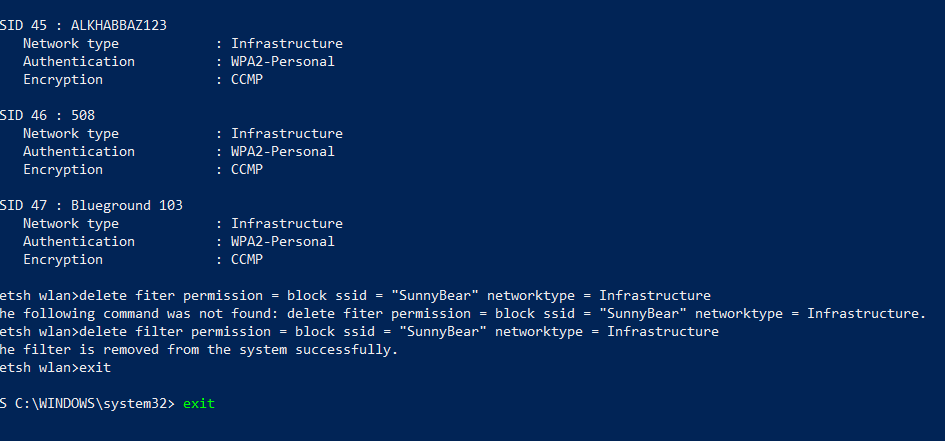 SID 45 : ALKHABBAZ123
Network type : Infrastructure
Authentication : WPA2-Personal
Encryption : CCMP
SID 46 : 508
Network type : Infrastructure
Authentication : WPA2-Personal
Encryption : CCMP
SID 47 : Blueground 103
Network type : Infrastructure
Authentication : WPA2-Personal
Encryption : CCMP
etsh wlan>delete fiter permission = block ssid = "SunnyBear" networktype = Infrastructure
he following command was not found: delete fiter permission = block ssid = "SunnyBear" networktype = Infrastructure.
etsh wlan>delete filter permission = block ssid = "SunnyBear" networktype = Infrastructure
he filter is removed from the system successfully.
etsh wlan>exit
S C:\WINDOWS\system32> exit